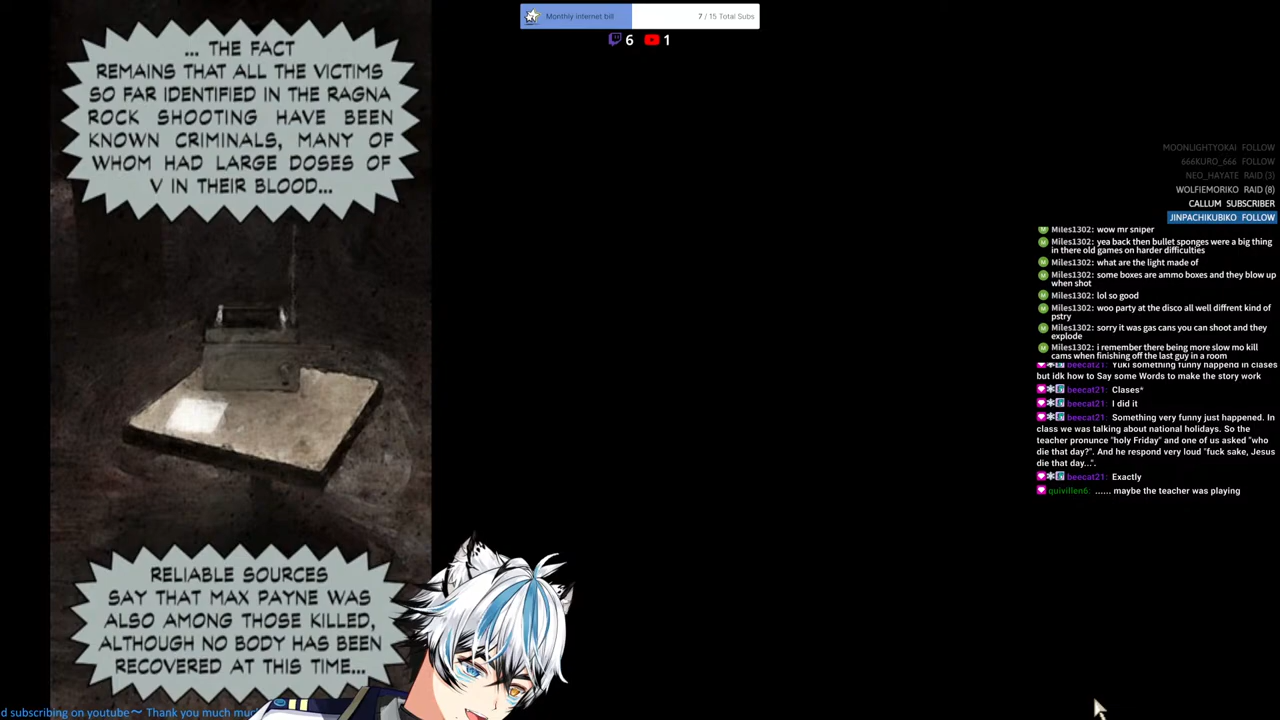 ... THE FACT
REMAINS THAT ALL THE VICTIMS
SO FAR IDENTIFIED IN THE RAGNA
ROCK SHOOTING HAVE BEEN
KNOWN CRIMINALS, MANY OF
WHOM HAD LARGE DOSES OF
V IN THEIR BLOOD...
RELIABLE SOURCES
SAY THAT MAX PAYNE WAS
ALSO AMONG THOSE KILLED,
ALTHOUGH NO BODY HAS BEEN
RECOVERED AT THIS TIME...
d subscribing on youtube～ Thank you much muc
Monthly internet bill 7 / 15 Total Subs
6 1
MOONLIGHTYOKAI FOLLOW
666KURO_666 FOLLOW
NEO_HAYATE RAID (3)
WOLFIEMORIKO RAID (8)
CALLUM SUBSCRIBER
JINPACHIKUBIKO FOLLOW
Miles1302: wow mr sniper
Miles1302: yea back then bullet sponges were a big thing
in there old games on harder difficulties
Miles1302: what are the light made of
Miles1302: some boxes are ammo boxes and they blow up
when shot
Miles1302: lol so good
Miles1302: woo party at the disco all well diffrent kind of
pstry
Miles1302: sorry it was gas cans you can shoot and they
explode
Miles1302: i remember there being more slow mo kill
cams when finishing off the last guy in a room
beecat21: Yuki something funny happend in clases
but idk how to Say some Words to make the story work
beecat21: Clases*
beecat21: I did it
beecat21: Something very funny just happened. In
class we was talking about national holidays. So the
teacher pronunce "holy Friday" and one of us asked "who
die that day?". And he respond very loud "fuck sake, Jesus
die that day...".
beecat21: Exactly
quivillen6: ...... maybe the teacher was playing